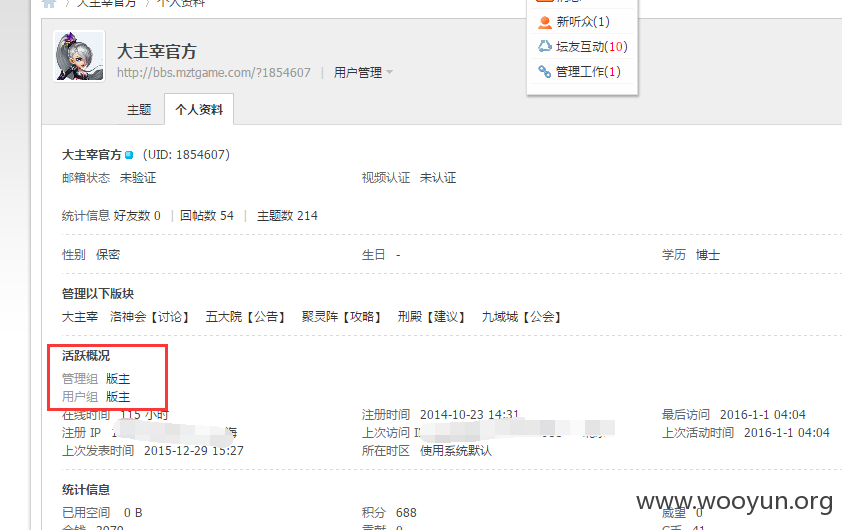 大主宰官方 〉 个人资料
消息
新听众(1)
坛友互动(10)
管理工作(1)
大主宰官方
http://bbs.mztgame.com/?1854607 | 用户管理
主题 个人资料
大主宰官方 (UID: 1854607)
邮箱状态 未验证 视频认证 未认证
统计信息 好友数 0 | 回帖数 54 | 主题数 214
性别 保密 生日 - 学历 博士
管理以下版块
大主宰 洛神会【讨论】 五大院【公告】 聚灵阵【攻略】 刑殿【建议】 九域城【公会】
活跃概况
管理组 版主
用户组 版主
在线时间 115 小时 注册时间 2014-10-23 14:31 最后访问 2016-1-1 04:04
注册 IP 海 上次访问 上次活动时间 2016-1-1 04:04
上次发表时间 2015-12-29 15:27 所在时区 使用系统默认
统计信息
已用空间 0 B 积分 688 威望 0
金钱 2079 贡献 0 G币 41
www.wooyun.org